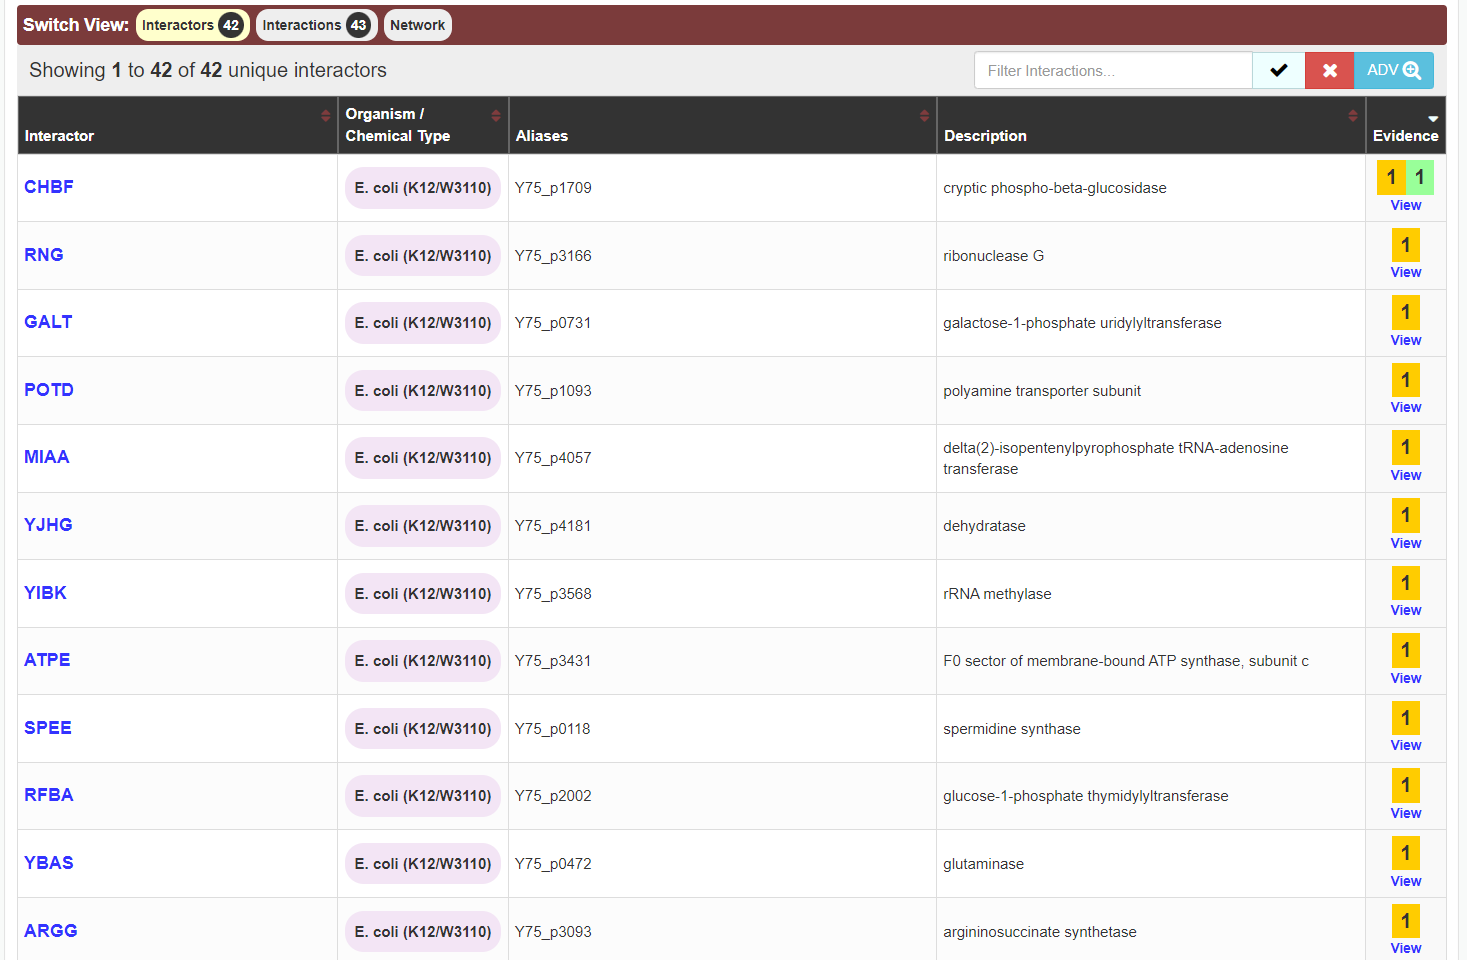 Switch View: Interactors 42 Interactions 43 Network
Showing 1 to 42 of 42 unique interactors
Filter Interactions... ADV
Interactor Organism / Chemical Type Aliases Description Evidence
CHBF E. coli (K12/W3110) Y75_p1709 cryptic phospho-beta-glucosidase 1 1
View
RNG E. coli (K12/W3110) Y75_p3166 ribonuclease G 1
View
GALT E. coli (K12/W3110) Y75_p0731 galactose-1-phosphate uridylyltransferase 1
View
POTD E. coli (K12/W3110) Y75_p1093 polyamine transporter subunit 1
View
MIAA E. coli (K12/W3110) Y75_p4057 delta(2)-isopentenylpyrophosphate tRNA-adenosine
transferase 1
View
YJHG E. coli (K12/W3110) Y75_p4181 dehydratase 1
View
YIBK E. coli (K12/W3110) Y75_p3568 rRNA methylase 1
View
ATPE E. coli (K12/W3110) Y75_p3431 F0 sector of membrane-bound ATP synthase, subunit c 1
View
SPEE E. coli (K12/W3110) Y75_p0118 spermidine synthase 1
View
RFBA E. coli (K12/W3110) Y75_p2002 glucose-1-phosphate thymidylyltransferase 1
View
YBAS E. coli (K12/W3110) Y75_p0472 glutaminase 1
View
ARGG E. coli (K12/W3110) Y75_p3093 argininosuccinate synthetase 1
View